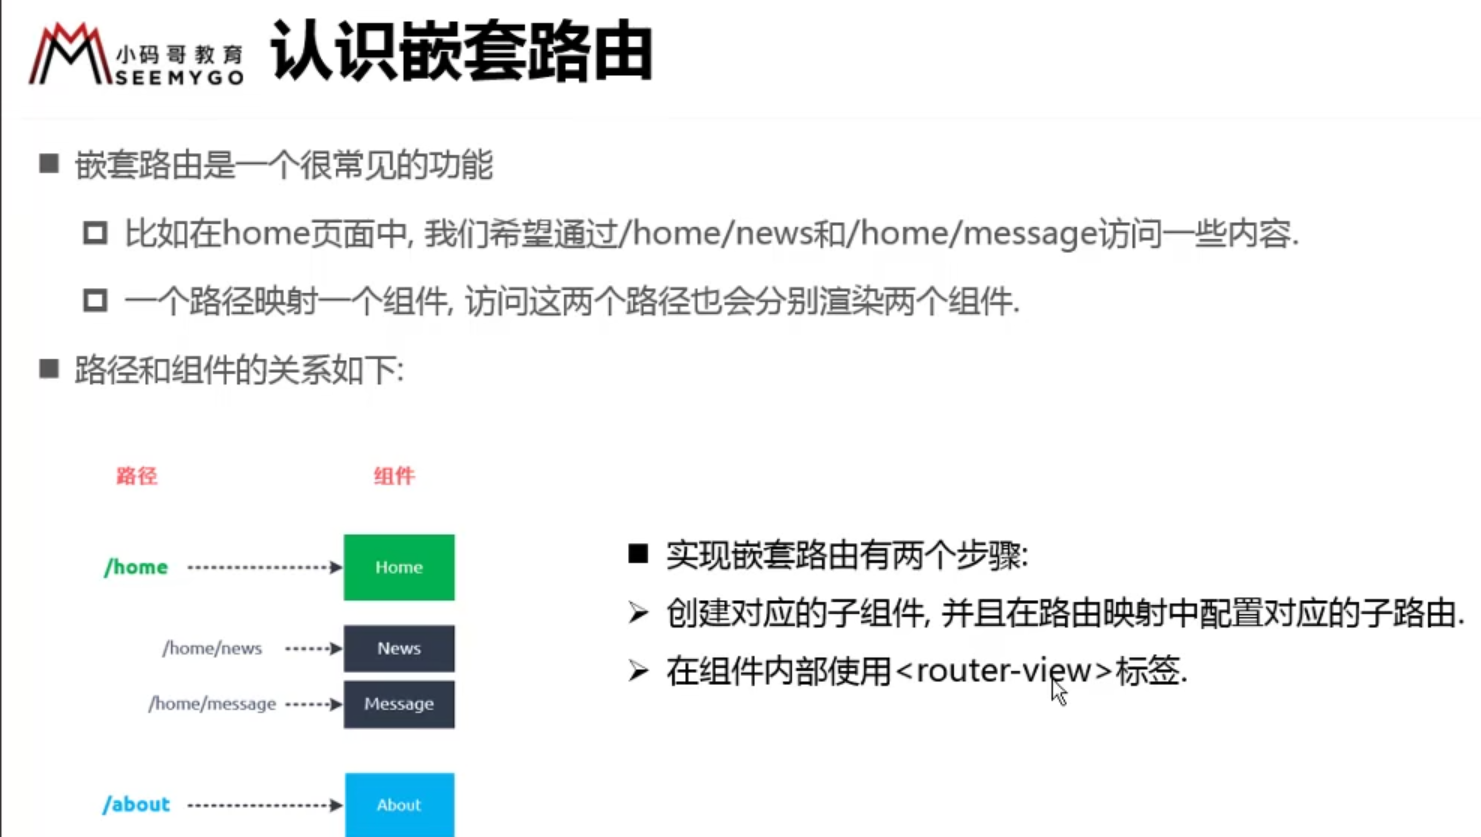 小码哥教育
SEEMYGO
认识嵌套路由
嵌套路由是一个很常见的功能
比如在home页面中, 我们希望通过/home/news和/home/message访问一些内容.
一个路径映射一个组件, 访问这两个路径也会分别渲染两个组件.
路径和组件的关系如下:
路径 组件
/home Home
/home/news News
/home/message Message
/about About
实现嵌套路由有两个步骤:
创建对应的子组件, 并且在路由映射中配置对应的子路由.
在组件内部使用<router-view>标签.